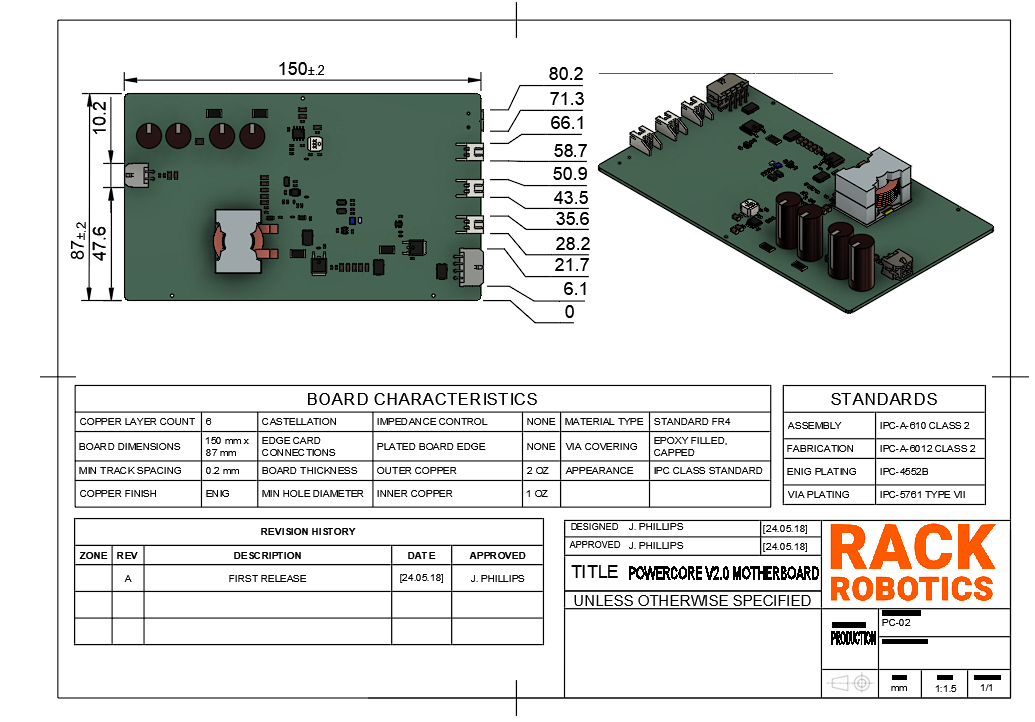 150±.2
10.2
87±.2
47.6
80.2
71.3
66.1
58.7
50.9
43.5
35.6
28.2
21.7
6.1
0
BOARD CHARACTERISTICS
COPPER LAYER COUNT 6 CASTELLATION IMPEDANCE CONTROL NONE MATERIAL TYPE STANDARD FR4
BOARD DIMENSIONS 150 mm x 87 mm EDGE CARD CONNECTIONS PLATED BOARD EDGE NONE VIA COVERING EPOXY FILLED, CAPPED
MIN TRACK SPACING 0.2 mm BOARD THICKNESS OUTER COPPER 2 OZ APPEARANCE IPC CLASS STANDARD
COPPER FINISH ENIG MIN HOLE DIAMETER INNER COPPER 1 OZ
STANDARDS
ASSEMBLY IPC-A-610 CLASS 2
FABRICATION IPC-A-6012 CLASS 2
ENIG PLATING IPC-4552B
VIA PLATING IPC-5761 TYPE VII
REVISION HISTORY
ZONE REV DESCRIPTION DATE APPROVED
A FIRST RELEASE [24.05.18] J. PHILLIPS
DESIGNED J. PHILLIPS [24.05.18]
APPROVED J. PHILLIPS [24.05.18]
TITLE POWERCORE V2.0 MOTHERBOARD
UNLESS OTHERWISE SPECIFIED
RACK
ROBOTICS
PRODUCTION
PC-02
mm
1:1.5
1/1